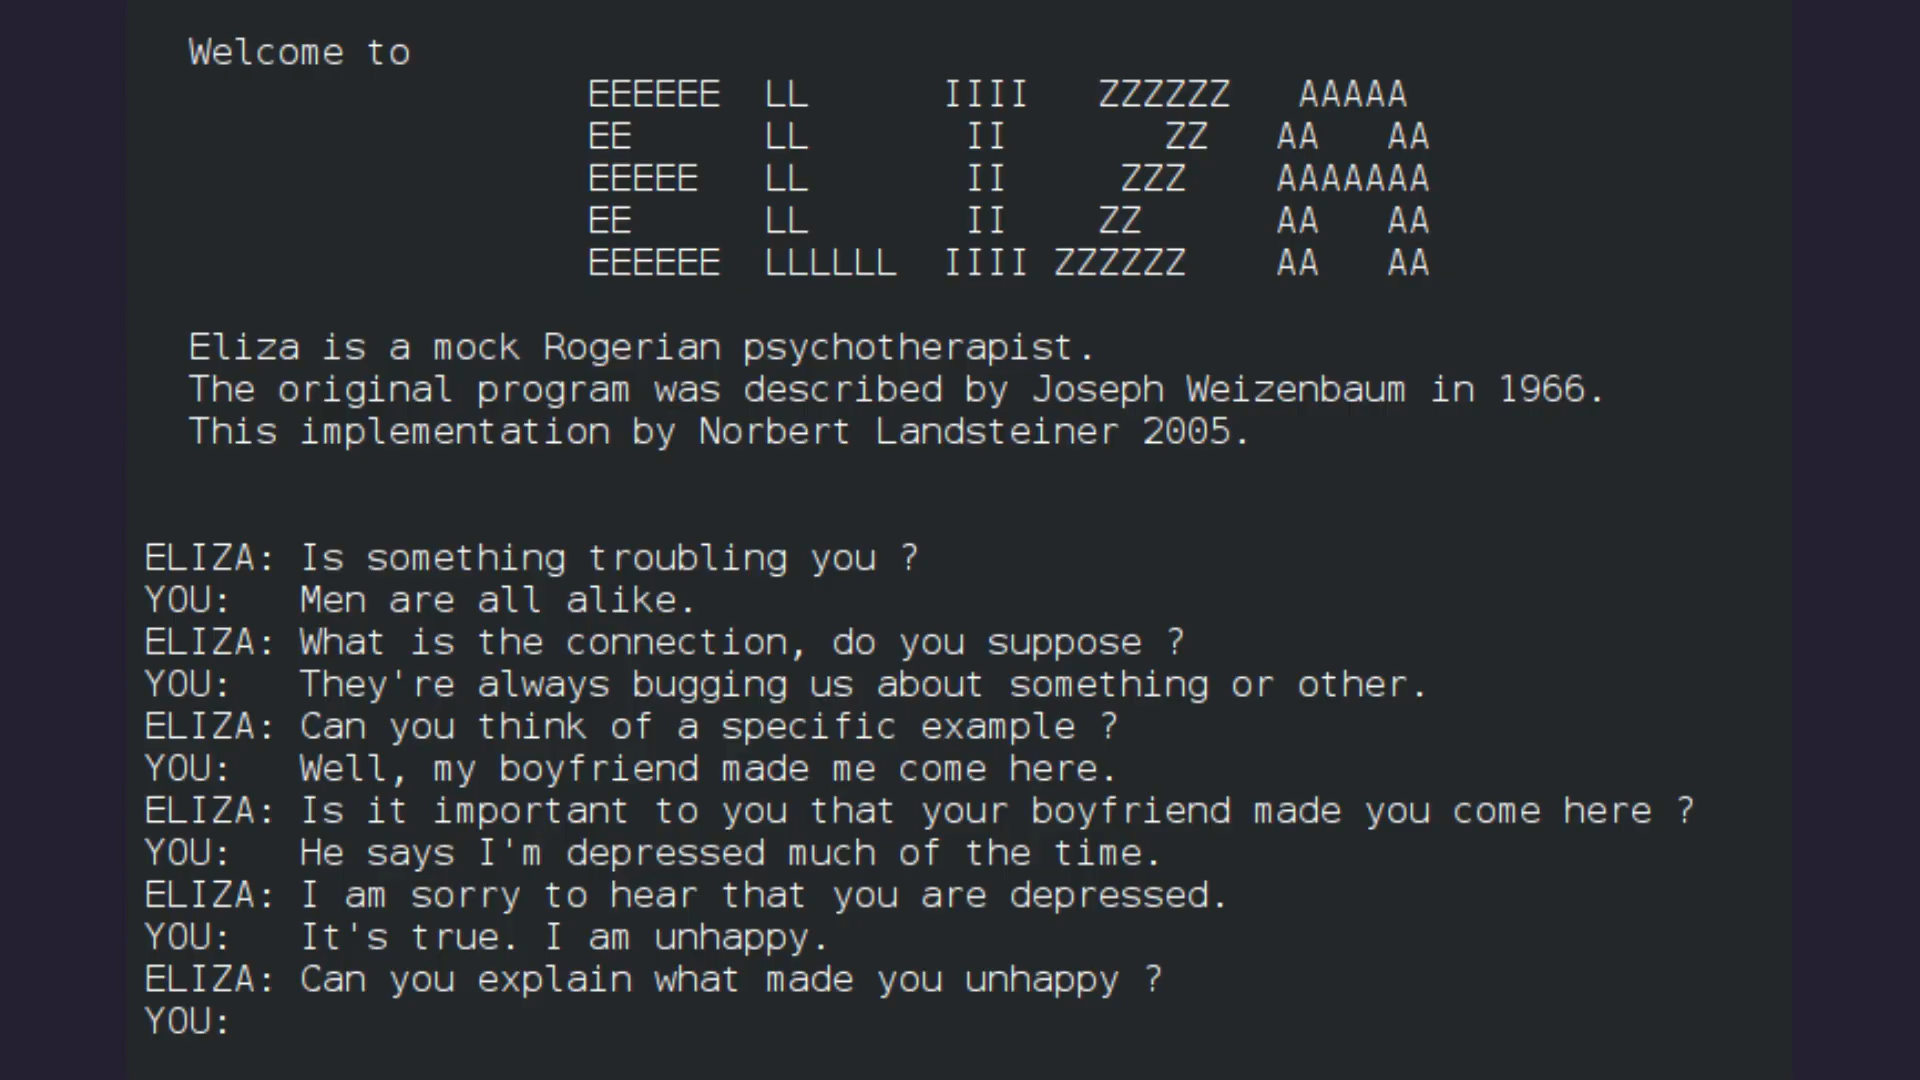 Welcome to
EEEEEE  LL      IIII   ZZZZZZ   AAAAA
EE      LL       II       ZZ   AA   AA
EEEEE   LL       II     ZZZ    AAAAAAA
EE      LL       II    ZZ      AA   AA
EEEEEE  LLLLLL  IIII ZZZZZZ    AA   AA
Eliza is a mock Rogerian psychotherapist.
The original program was described by Joseph Weizenbaum in 1966.
This implementation by Norbert Landsteiner 2005.
ELIZA: Is something troubling you ?
YOU:   Men are all alike.
ELIZA: What is the connection, do you suppose ?
YOU:   They're always bugging us about something or other.
ELIZA: Can you think of a specific example ?
YOU:   Well, my boyfriend made me come here.
ELIZA: Is it important to you that your boyfriend made you come here ?
YOU:   He says I'm depressed much of the time.
ELIZA: I am sorry to hear that you are depressed.
YOU:   It's true. I am unhappy.
ELIZA: Can you explain what made you unhappy ?
YOU: